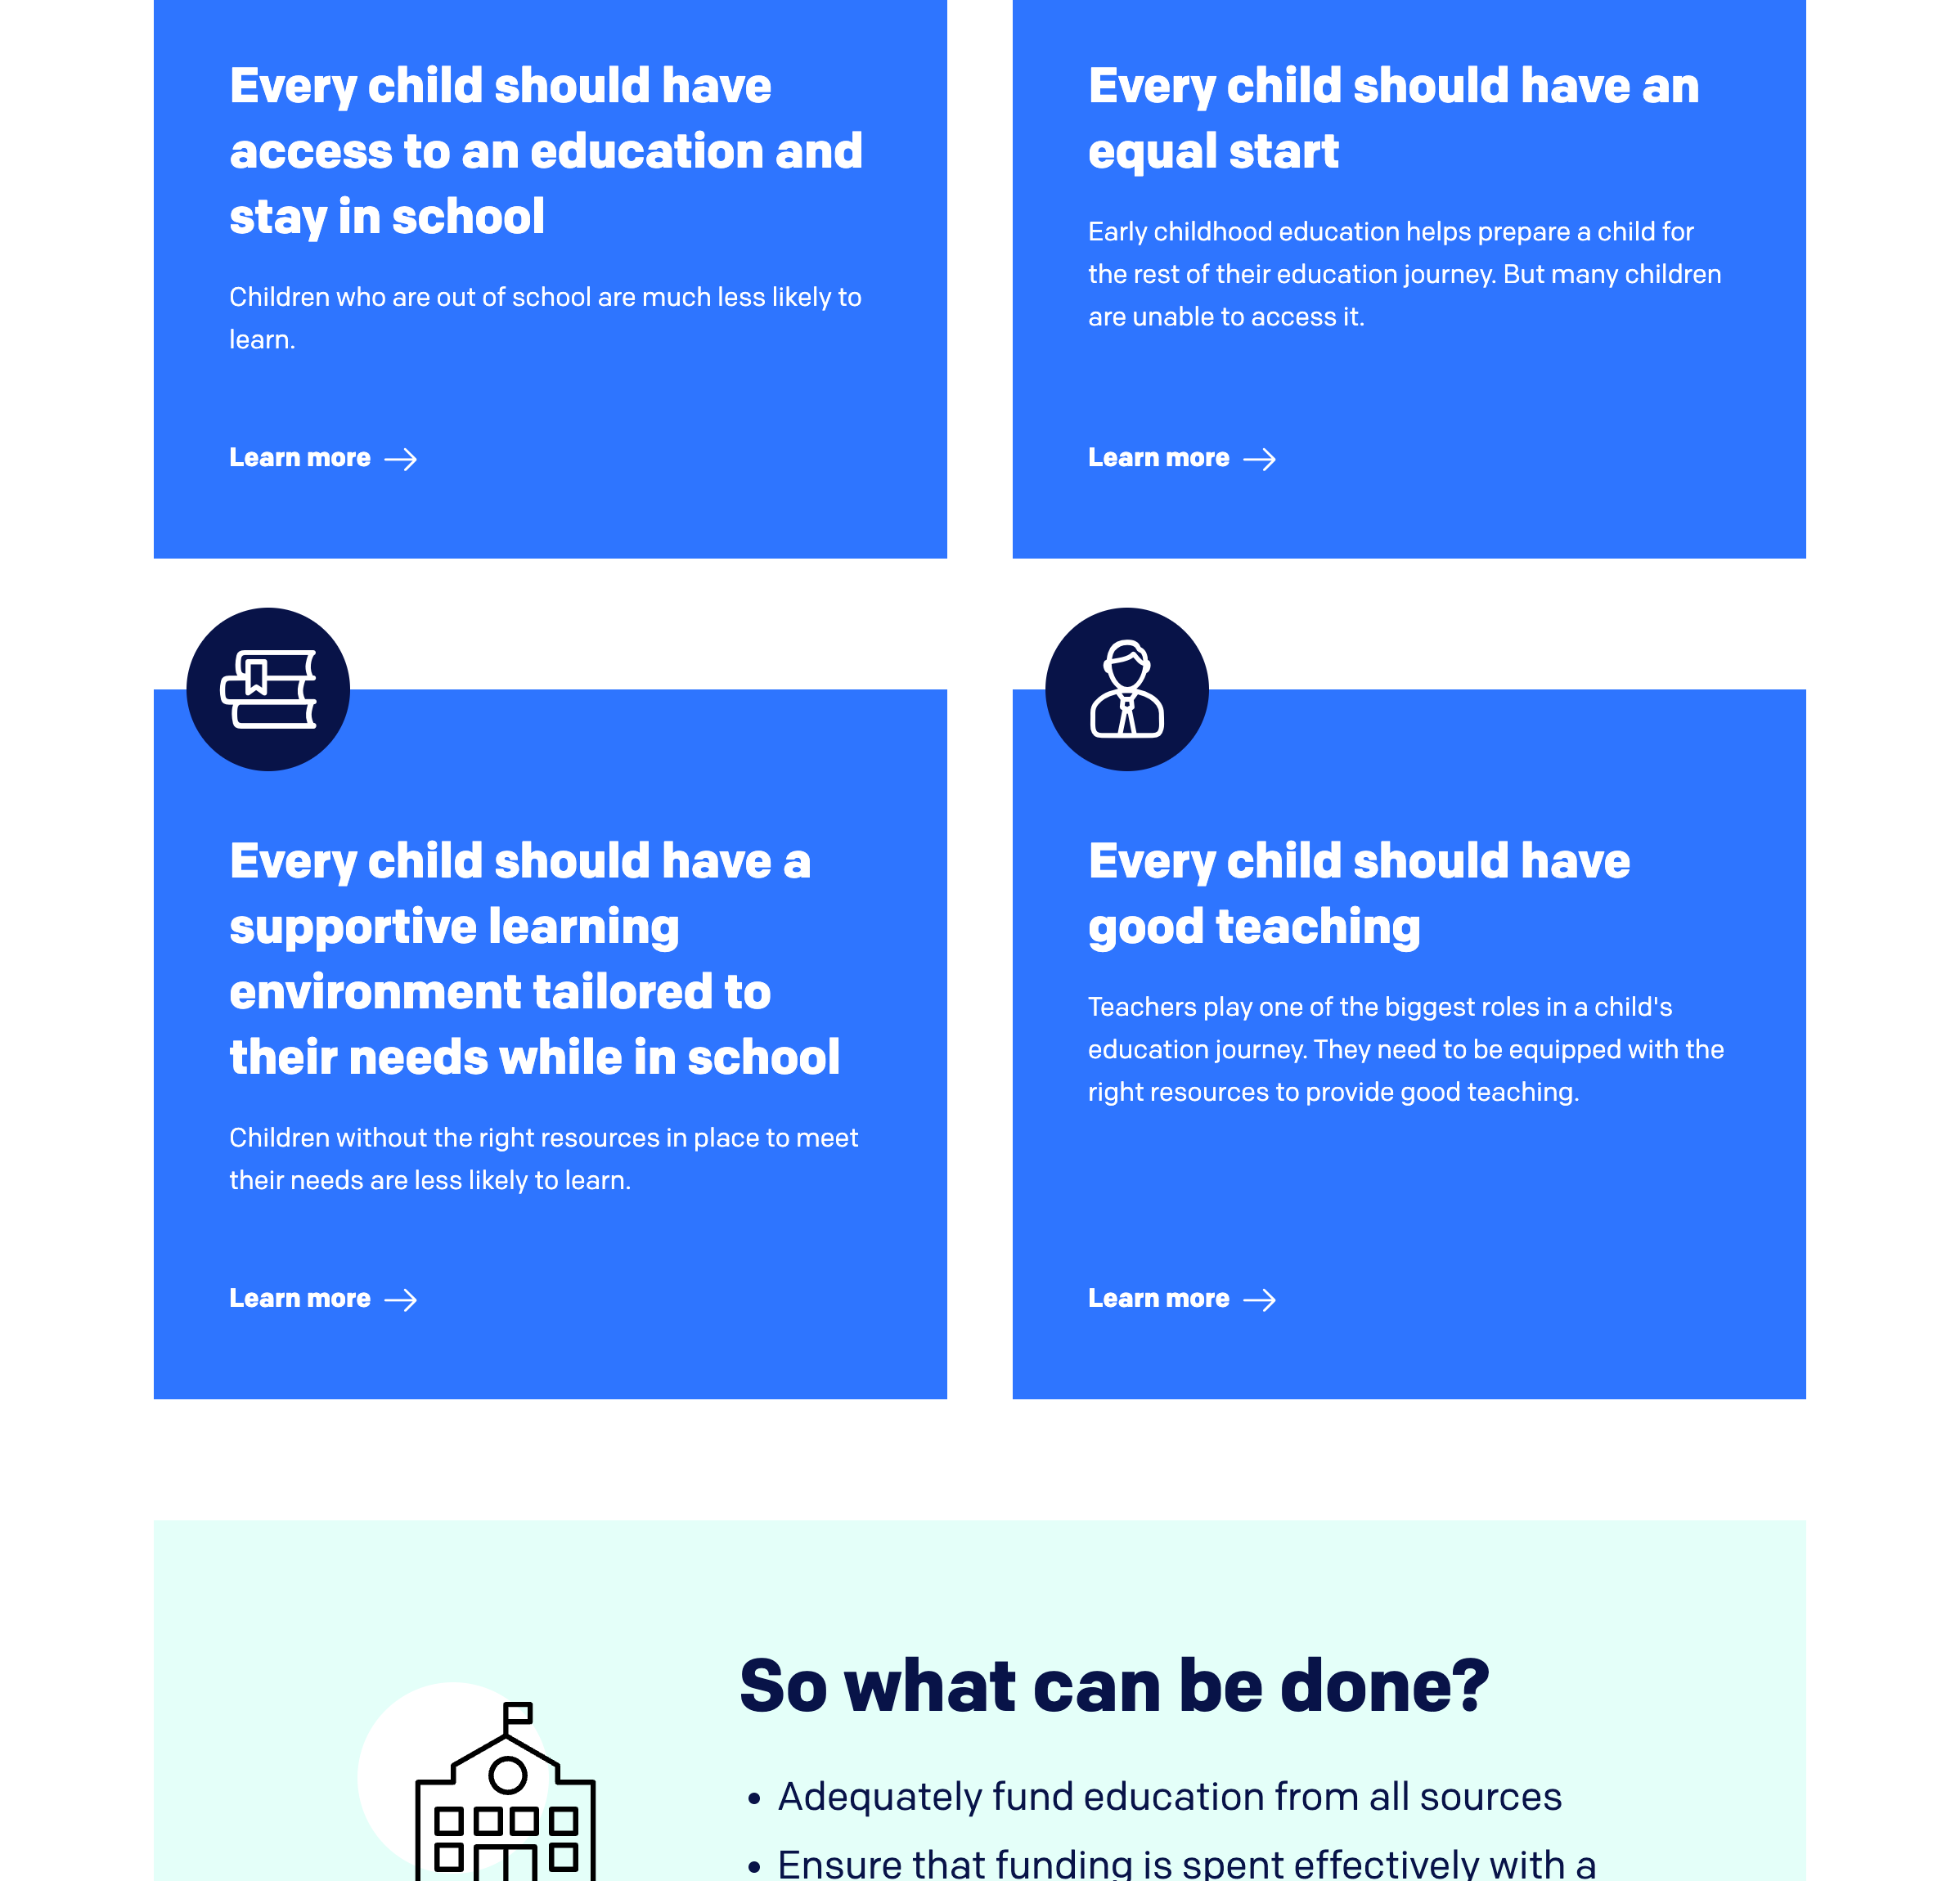 Every child should have
access to an education and
stay in school
Children who are out of school are much less likely to
learn.
Learn more
Every child should have an
equal start
Early childhood education helps prepare a child for
the rest of their education journey. But many children
are unable to access it.
Learn more
Every child should have a
supportive learning
environment tailored to
their needs while in school
Children without the right resources in place to meet
their needs are less likely to learn.
Learn more
Every child should have
good teaching
Teachers play one of the biggest roles in a child's
education journey. They need to be equipped with the
right resources to provide good teaching.
Learn more
So what can be done?
• Adequately fund education from all sources
• Ensure that funding is spent effectively with a